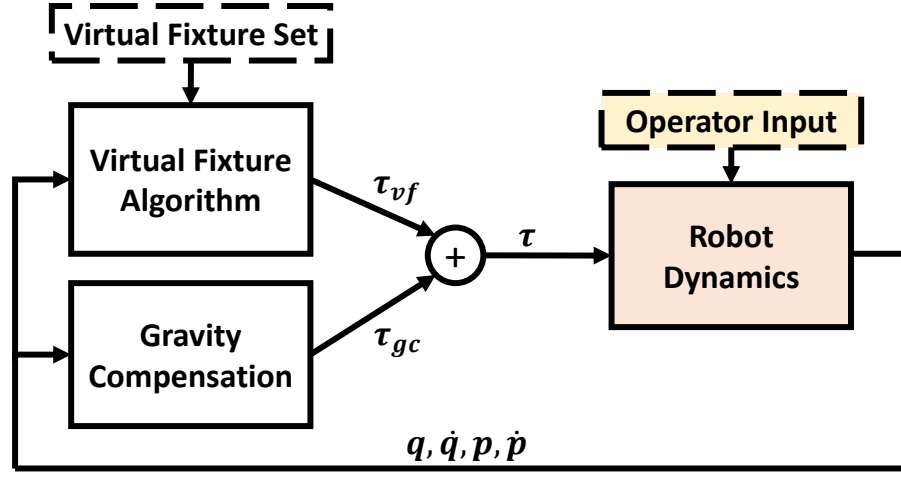 Virtual Fixture Set
Operator Input
Virtual Fixture
Algorithm
τ_vf
+
τ
Robot
Dynamics
Gravity
Compensation
τ_gc
q, q̇, p, ṗ